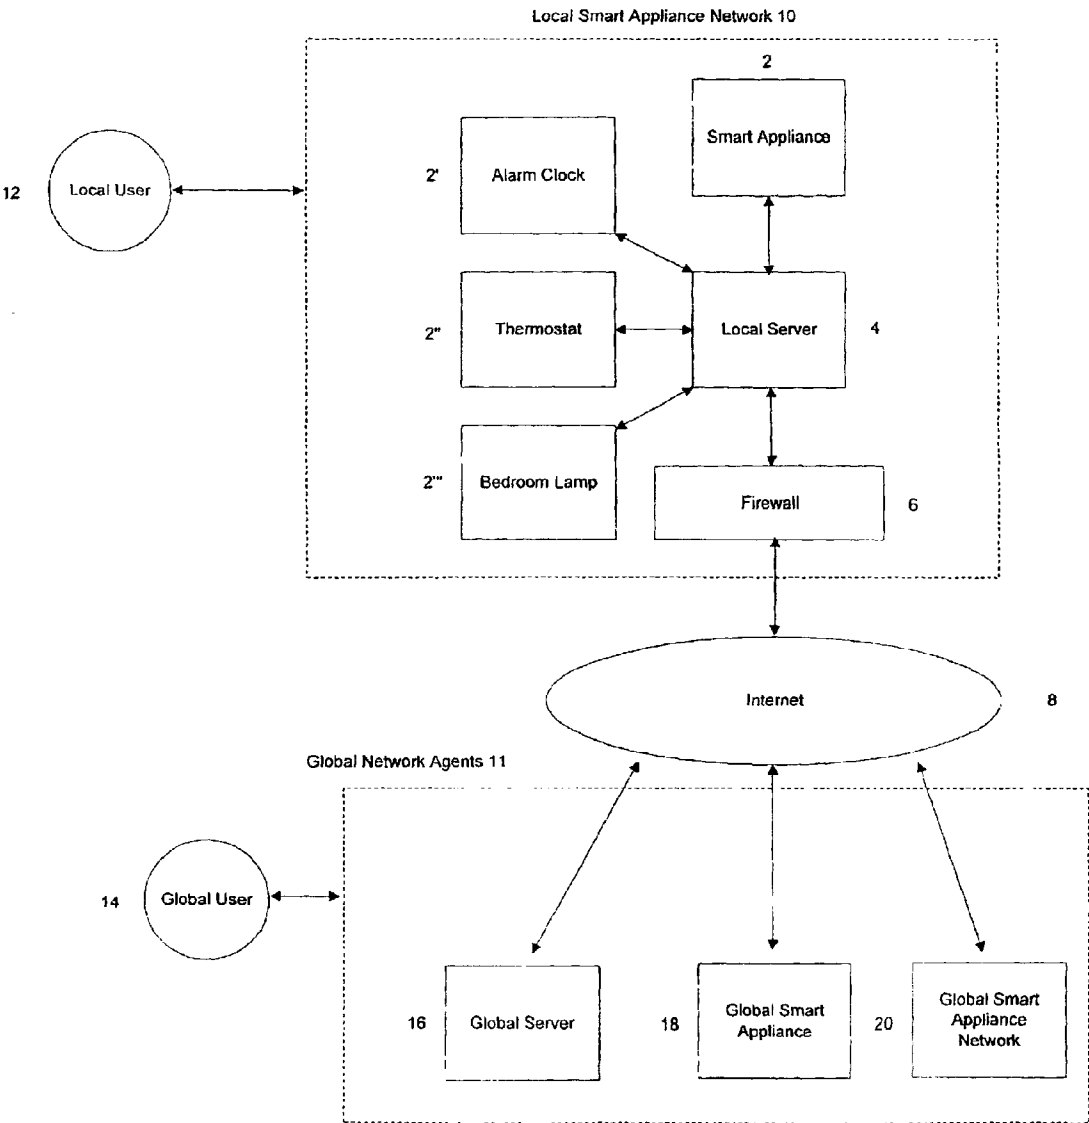 Local Smart Appliance Network 10
2
Smart Appliance
2'
Alarm Clock
12
Local User
2"
Thermostat
Local Server
4
2'"
Bedroom Lamp
Firewall
6
Internet
8
Global Network Agents 11
14
Global User
16
Global Server
18
Global Smart
Appliance
20
Global Smart
Appliance
Network